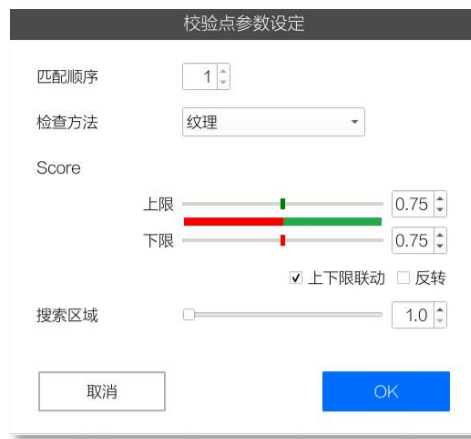 校验点参数设定
匹配顺序 1
检查方法 纹理
Score
上限 0.75
下限 0.75
上下限联动 反转
搜索区域 1.0
取消 OK